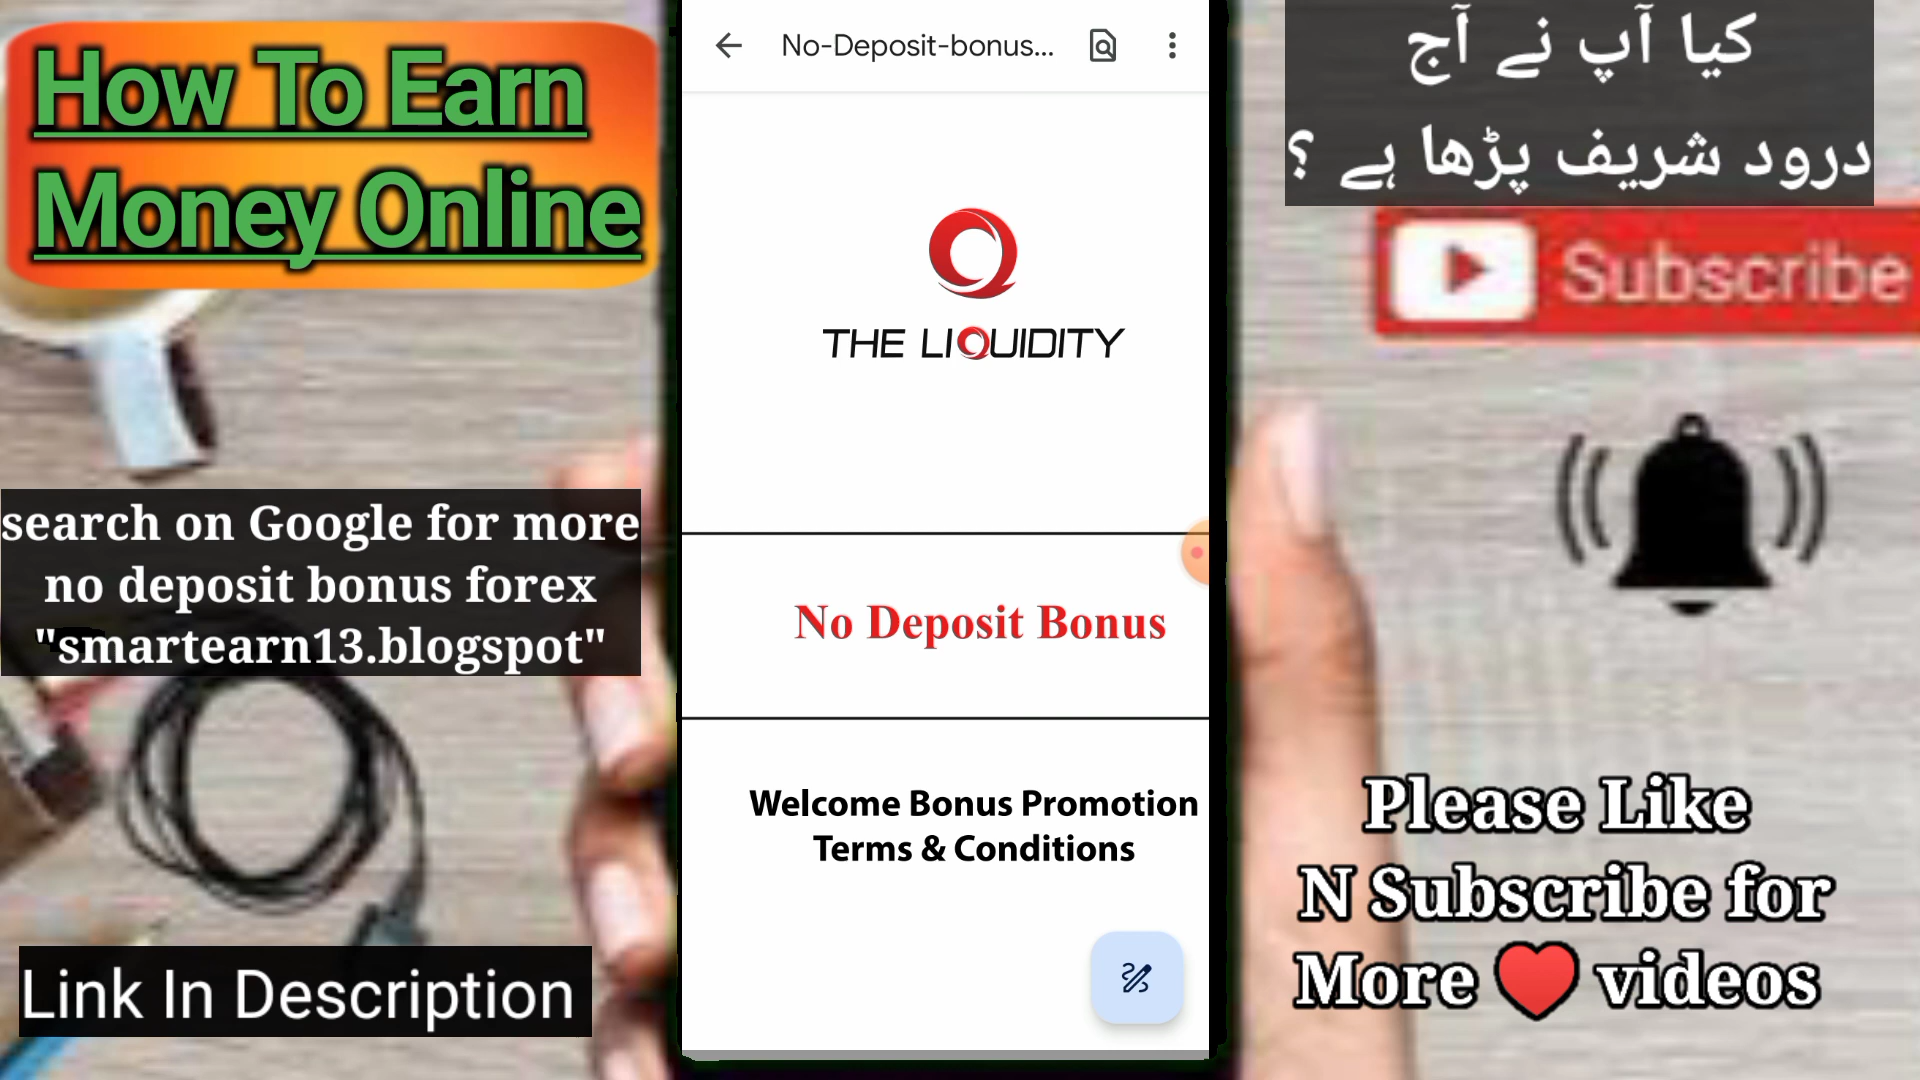 How To Earn
Money Online
search on Google for more
no deposit bonus forex
"smartearn13.blogspot"
Link In Description
No-Deposit-bonus...
THE LIQUIDITY
No Deposit Bonus
Welcome Bonus Promotion
Terms & Conditions
کیا آپ نے آج
درود شریف پڑھا ہے ؟
Subscribe
Please Like
N Subscribe for
More ❤️ videos